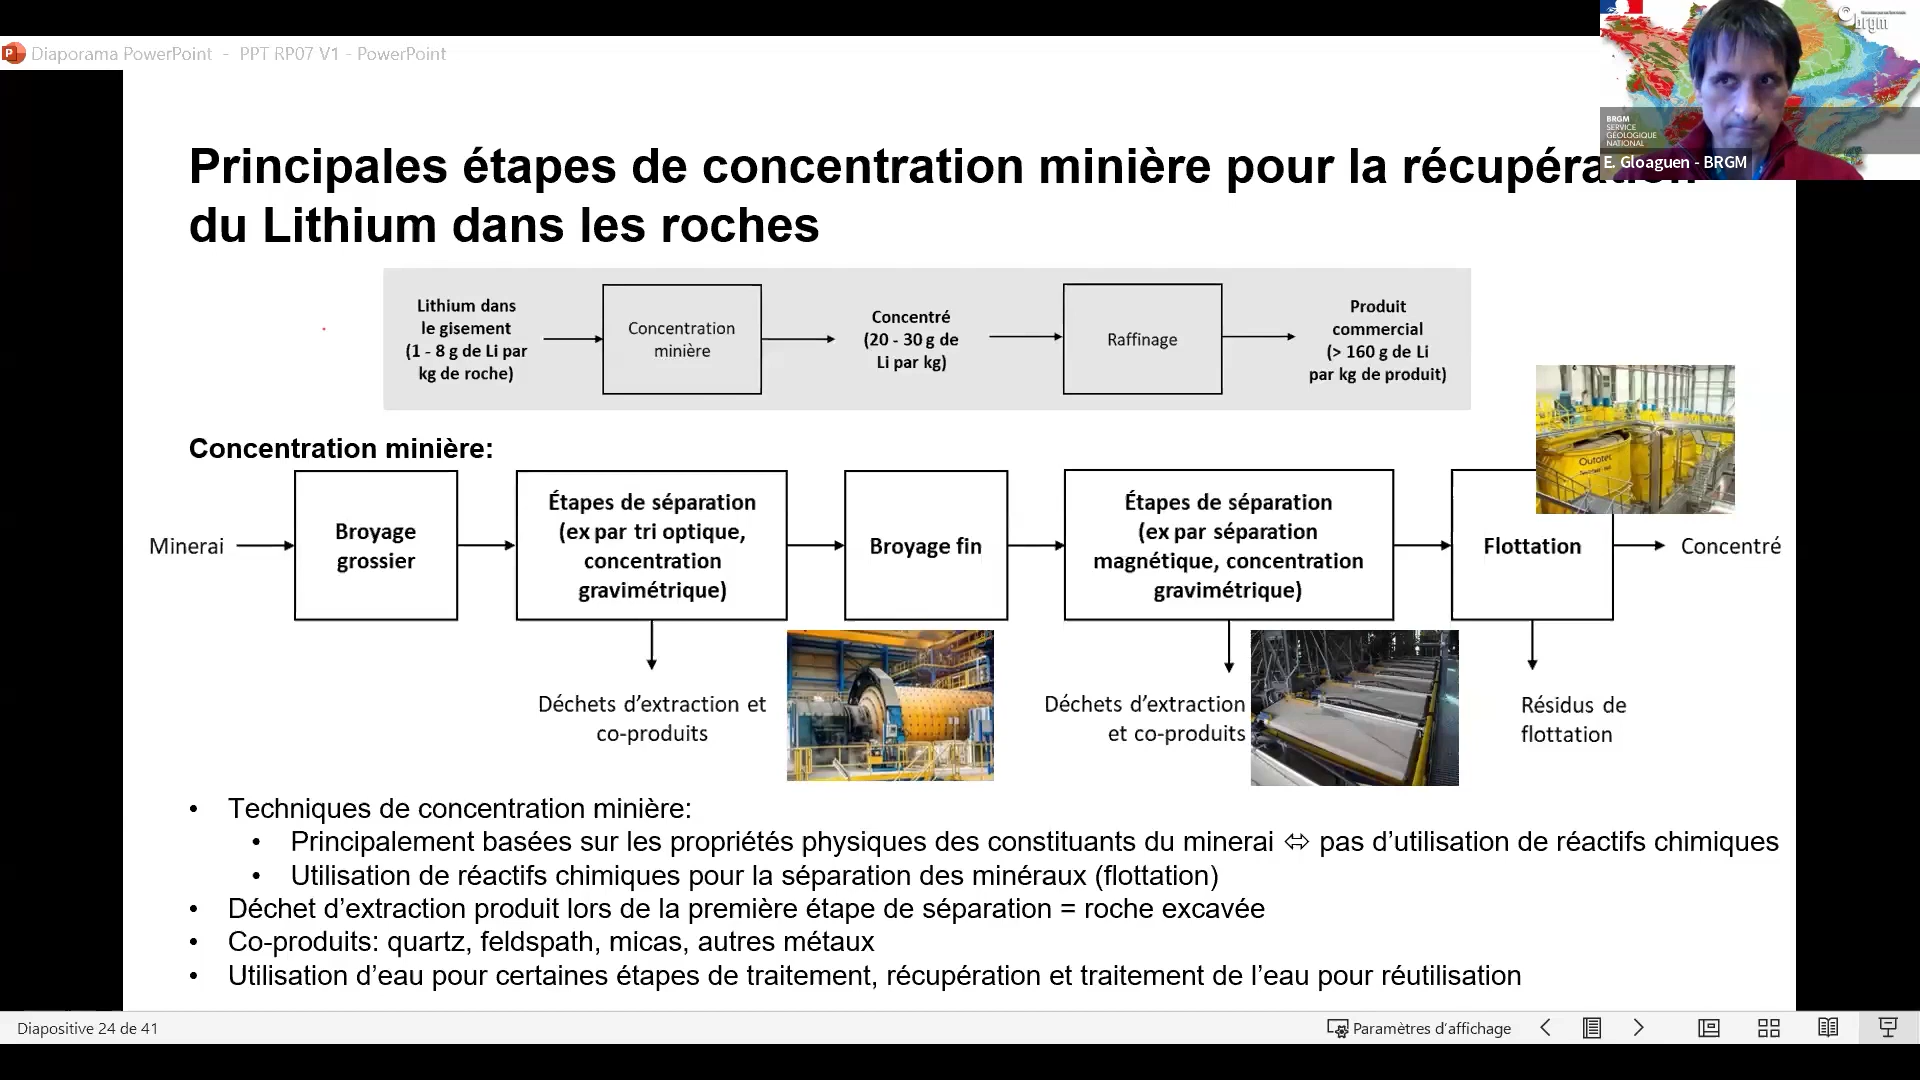 Diaporama PowerPoint - PPT RP07 V1 - PowerPoint
brgm
BRGM
SERVICE
GÉOLOGIQUE
NATIONAL
E. Gloaguen - BRGM
Principales étapes de concentration minière pour la récupération
du Lithium dans les roches
Lithium dans
le gisement
(1 - 8 g de Li par
kg de roche)
Concentration
minière
Concentré
(20 - 30 g de
Li par kg)
Raffinage
Produit
commercial
(> 160 g de Li
par kg de produit)
Concentration minière:
Minerai
Broyage
grossier
Étapes de séparation
(ex par tri optique,
concentration
gravimétrique)
Broyage fin
Étapes de séparation
(ex par séparation
magnétique, concentration
gravimétrique)
Flottation
Outotec
Concentré
Déchets d’extraction et
co-produits
Déchets d’extraction
et co-produits
Résidus de
flottation
• Techniques de concentration minière:
• Principalement basées sur les propriétés physiques des constituants du minerai ⬄ pas d’utilisation de réactifs chimiques
• Utilisation de réactifs chimiques pour la séparation des minéraux (flottation)
• Déchet d’extraction produit lors de la première étape de séparation = roche excavée
• Co-produits: quartz, feldspath, micas, autres métaux
• Utilisation d’eau pour certaines étapes de traitement, récupération et traitement de l’eau pour réutilisation
Diapositive 24 de 41
Paramètres d’affichage